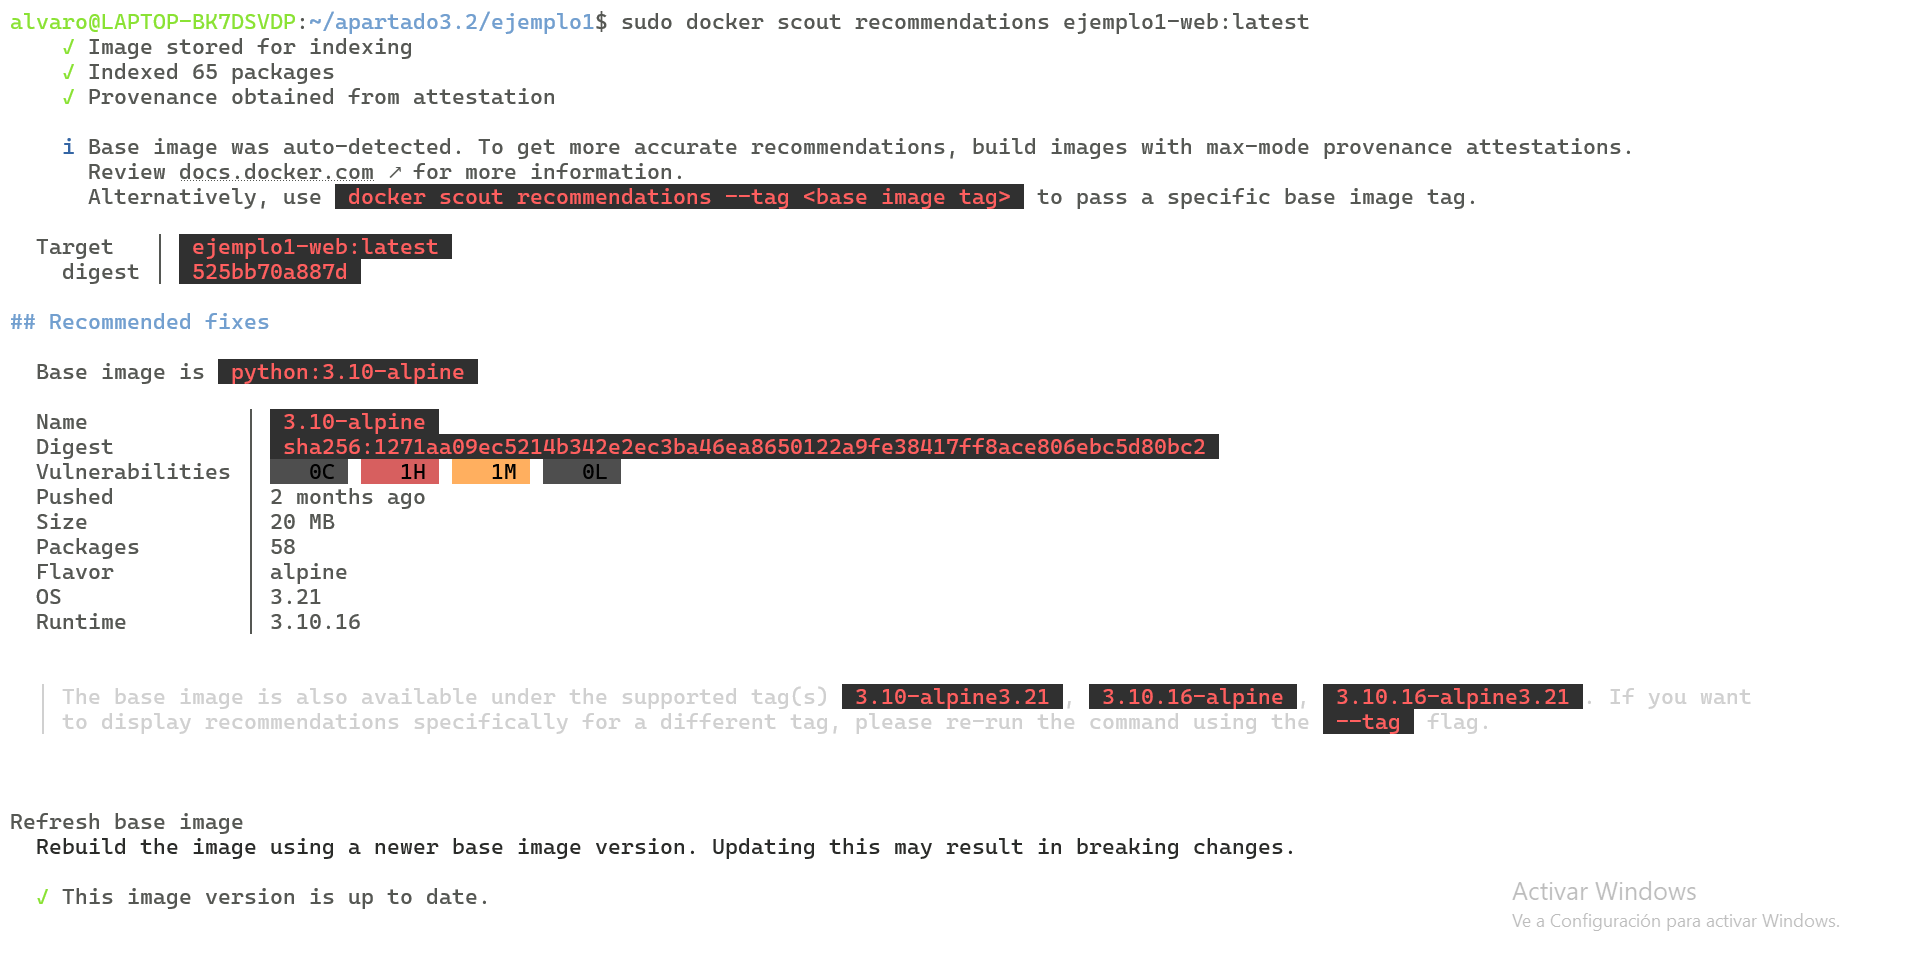 alvaro@LAPTOP-BK7DSVDP:~/apartado3.2/ejemplo1$ sudo docker scout recommendations ejemplo1-web:latest
✓ Image stored for indexing
✓ Indexed 65 packages
✓ Provenance obtained from attestation
i Base image was auto-detected. To get more accurate recommendations, build images with max-mode provenance attestations.
Review docs.docker.com ↗ for more information.
Alternatively, use docker scout recommendations --tag <base image tag> to pass a specific base image tag.
Target │ ejemplo1-web:latest
digest │ 525bb70a887d
## Recommended fixes
Base image is python:3.10-alpine
Name │ 3.10-alpine
Digest │ sha256:1271aa09ec5214b342e2ec3ba46ea8650122a9fe38417ff8ace806ebc5d80bc2
Vulnerabilities │ 0C 1H 1M 0L
Pushed │ 2 months ago
Size │ 20 MB
Packages │ 58
Flavor │ alpine
OS │ 3.21
Runtime │ 3.10.16
│ The base image is also available under the supported tag(s) 3.10-alpine3.21 , 3.10.16-alpine , 3.10.16-alpine3.21 . If you want
│ to display recommendations specifically for a different tag, please re-run the command using the --tag flag.
Refresh base image
Rebuild the image using a newer base image version. Updating this may result in breaking changes.
✓ This image version is up to date.
Activar Windows
Ve a Configuración para activar Windows.